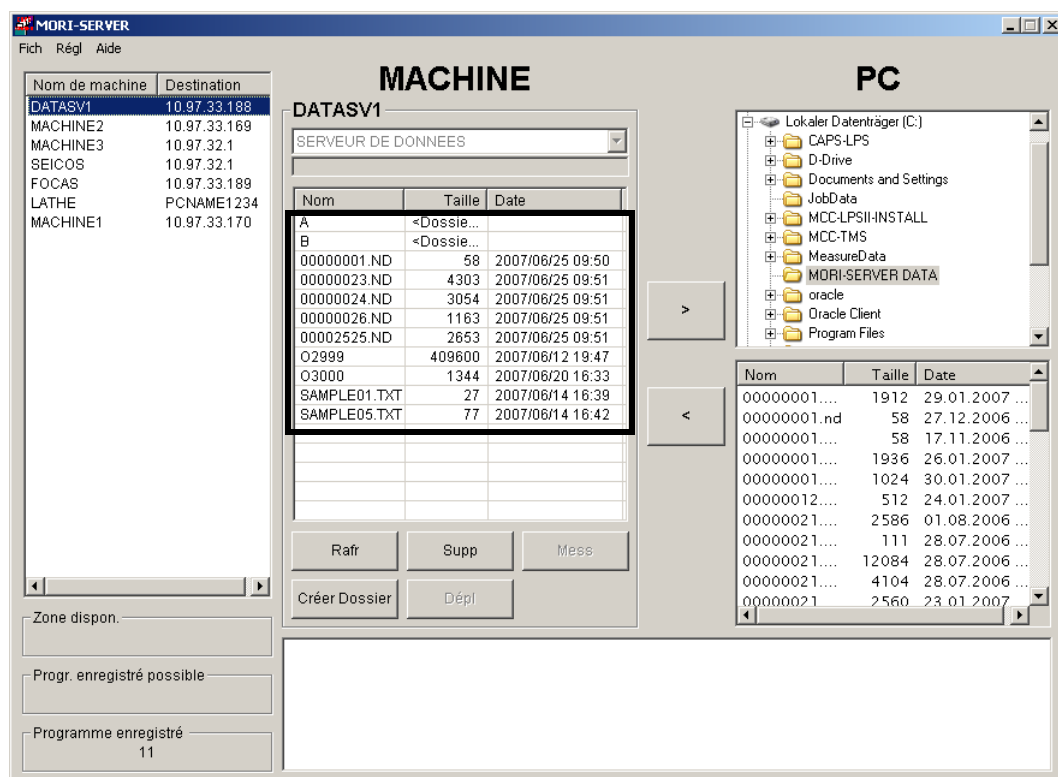 MORI-SERVER
Fich Régl Aide
MACHINE
PC
Nom de machine Destination
DATASV1 10.97.33.188
MACHINE2 10.97.33.169
MACHINE3 10.97.32.1
SEICOS 10.97.32.1
FOCAS 10.97.33.189
LATHE PCNAME1234
MACHINE1 10.97.33.170
DATASV1
SERVEUR DE DONNEES
Nom Taille Date
A <Dossie...
B <Dossie...
00000001.ND 58 2007/06/25 09:50
00000023.ND 4303 2007/06/25 09:51
00000024.ND 3054 2007/06/25 09:51
00000026.ND 1163 2007/06/25 09:51
00002525.ND 2653 2007/06/25 09:51
O2999 409600 2007/06/12 19:47
O3000 1344 2007/06/20 16:33
SAMPLE01.TXT 27 2007/06/14 16:39
SAMPLE05.TXT 77 2007/06/14 16:42
Rafr Supp Mess
Créer Dossier Dépl
>
<
Lokaler Datenträger (C:)
CAPS-LPS
D-Drive
Documents and Settings
JobData
MCC-LPSII-INSTALL
MCC-TMS
MeasureData
MORI-SERVER DATA
oracle
Oracle Client
Program Files
Nom Taille Date
00000001.... 1912 29.01.2007 ...
00000001.nd 58 27.12.2006 ...
00000001.... 58 17.11.2006 ...
00000001.... 1936 26.01.2007 ...
00000001.... 1024 30.01.2007 ...
00000012.... 512 24.01.2007 ...
00000021.... 2586 01.08.2006 ...
00000021.... 111 28.07.2006 ...
00000021.... 12084 28.07.2006 ...
00000021.... 4104 28.07.2006 ...
00000021 2560 23 01 2007
Zone dispon.
Progr. enregistré possible
Programme enregistré
11